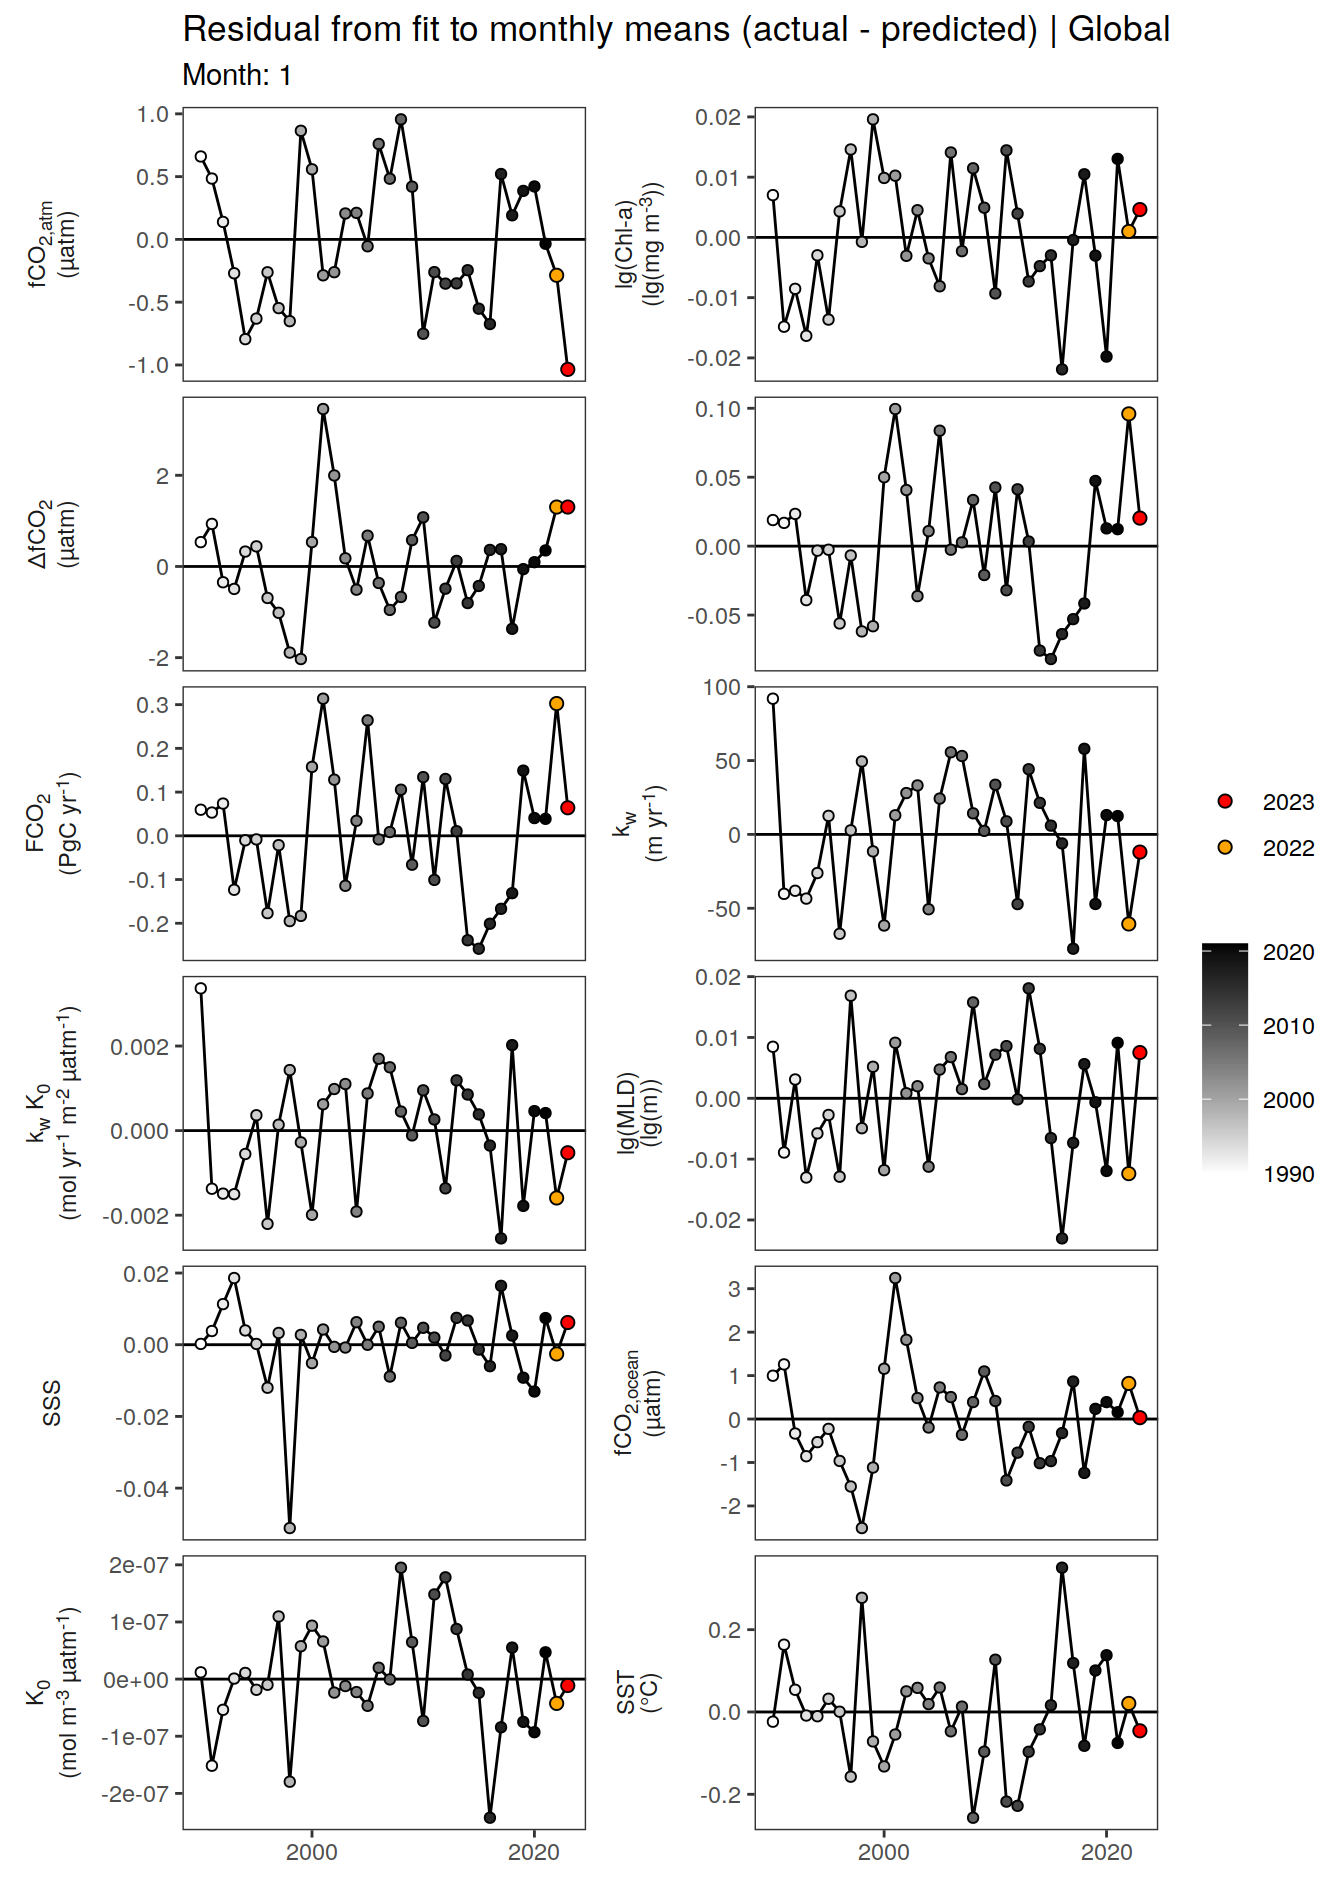 Residual from fit to monthly means (actual - predicted) | Global
Month: 1
fCO2,atm
(µatm)
1.0
0.5
0.0
-0.5
-1.0
lg(Chl-a)
(lg(mg m-3))
0.02
0.01
0.00
-0.01
-0.02
ΔfCO2
(µatm)
2
0
-2
0.10
0.05
0.00
-0.05
FCO2
(PgC yr-1)
0.3
0.2
0.1
0.0
-0.1
-0.2
kw
(m yr-1)
100
50
0
-50
kw K0
(mol yr-1 m-2 µatm-1)
0.002
0.000
-0.002
lg(MLD)
(lg(m))
0.02
0.01
0.00
-0.01
-0.02
SSS
0.02
0.00
-0.02
-0.04
fCO2,ocean
(µatm)
3
2
1
0
-1
-2
K0
(mol m-3 µatm-1)
2e-07
1e-07
0e+00
-1e-07
-2e-07
SST
(°C)
0.2
0.0
-0.2
2000
2020
2000
2020
2023
2022
2020
2010
2000
1990